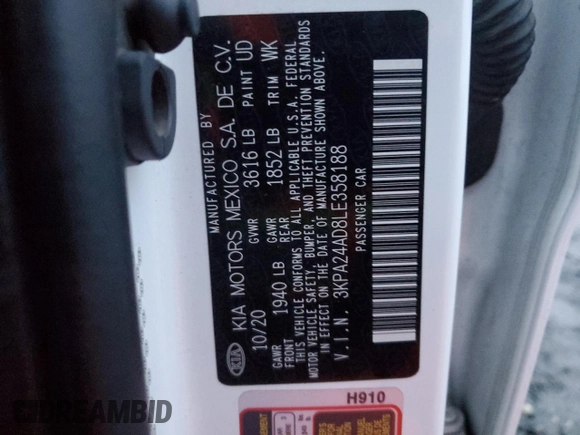 MANUFACTURED BY
KIA KIA MOTORS MEXICO S.A. DE C.V.
10/20 GVWR 3616 LB PAINT UD
GAWR FRONT 1940 LB GAWR REAR 1852 LB TRIM WK
THIS VEHICLE CONFORMS TO ALL APPLICABLE U.S.A. FEDERAL
MOTOR VEHICLE SAFETY, BUMPER, AND THEFT PREVENTION STANDARDS
IN EFFECT ON THE DATE OF MANUFACTURE SHOWN ABOVE.
V.I.N. 3KPA24AD8LE358188
PASSENGER CAR
H910
DREAMBID